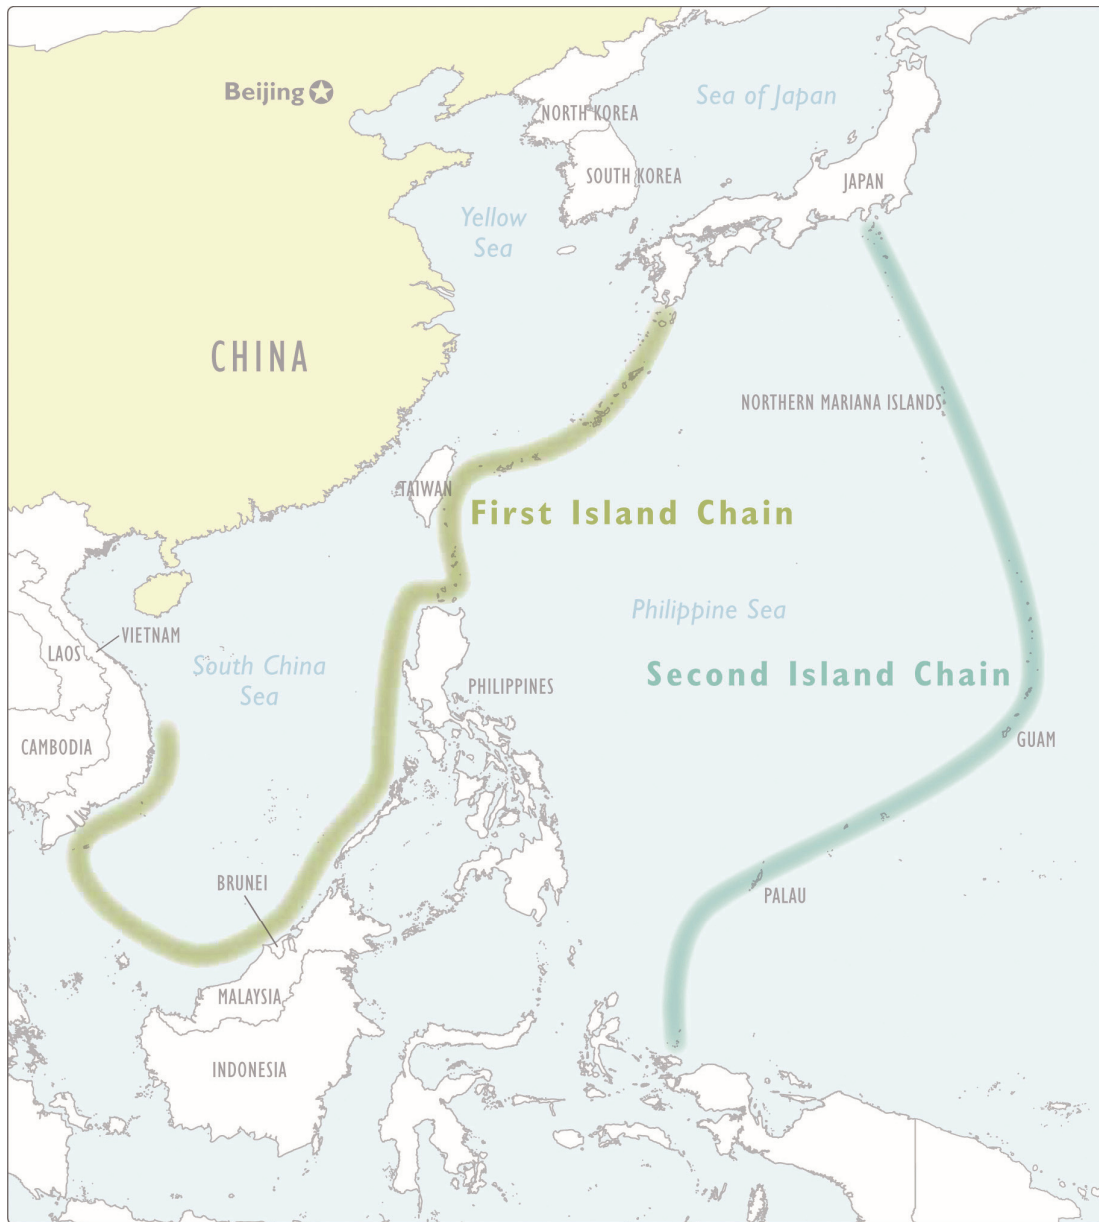 Beijing
Sea of Japan
NORTH KOREA
SOUTH KOREA
JAPAN
Yellow
Sea
CHINA
NORTHERN MARIANA ISLANDS
TAIWAN
First Island Chain
Philippine Sea
VIETNAM
LAOS
South China
Sea
Second Island Chain
PHILIPPINES
CAMBODIA
GUAM
BRUNEI
PALAU
MALAYSIA
INDONESIA